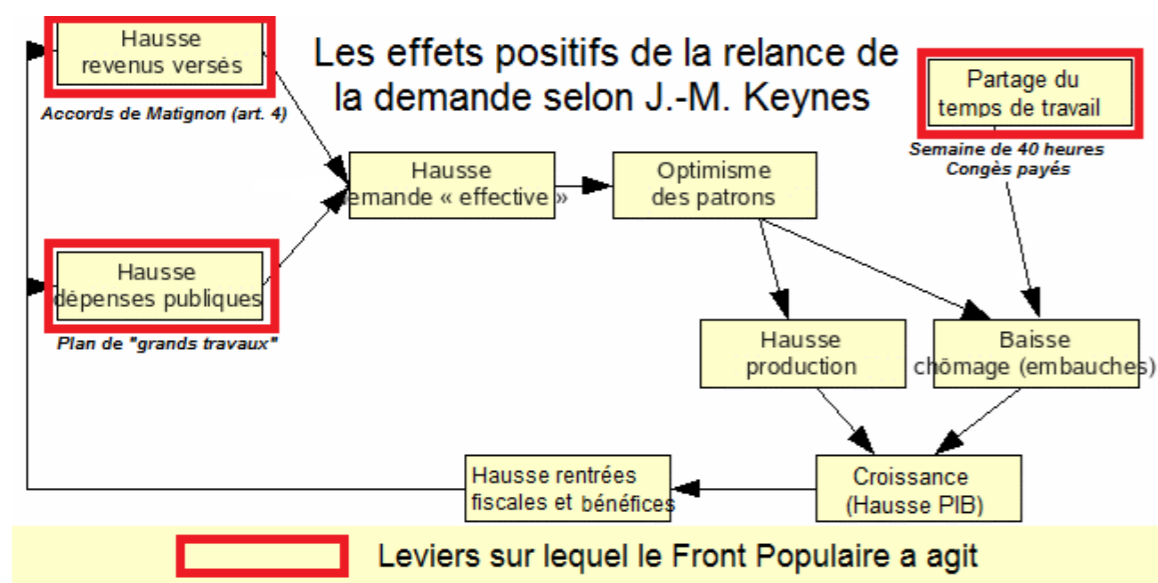 Les effets positifs de la relance de
la demande selon J.-M. Keynes
Hausse
revenus versés
Accords de Matignon (art. 4)
Partage du
temps de travail
Semaine de 40 heures
Congès payés
Hausse
demande « effective »
Optimisme
des patrons
Hausse
dépenses publiques
Plan de "grands travaux"
Hausse
production
Baisse
chômage (embauches)
Hausse rentrées
fiscales et bénéfices
Croissance
(Hausse PIB)
Leviers sur lequel le Front Populaire a agit